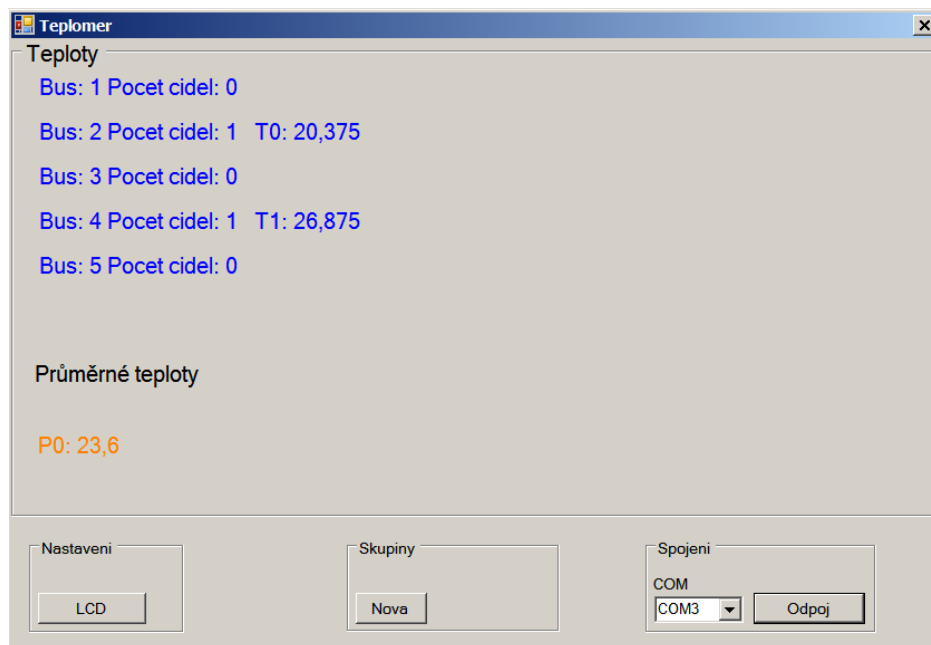 Teplomer
Teploty
Bus: 1 Pocet cidel: 0
Bus: 2 Pocet cidel: 1 T0: 20,375
Bus: 3 Pocet cidel: 0
Bus: 4 Pocet cidel: 1 T1: 26,875
Bus: 5 Pocet cidel: 0
Průměrné teploty
P0: 23,6
Nastaveni
LCD
Skupiny
Nova
Spojeni
COM
COM3
Odpoj